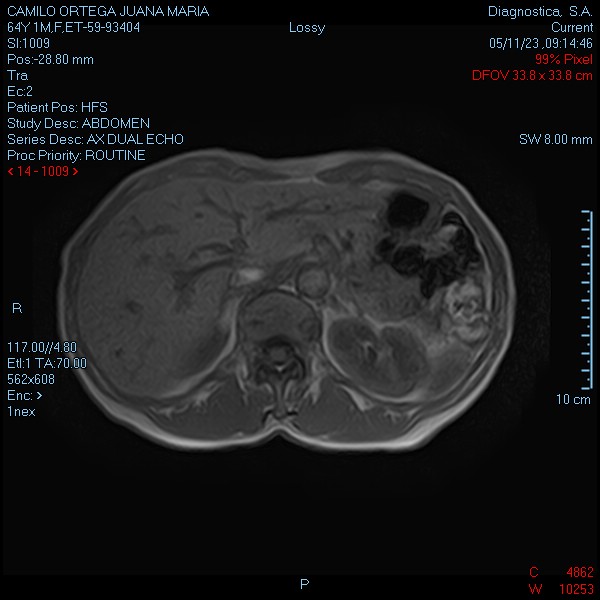 CAMILO ORTEGA JUANA MARIA
64Y 1M,F,ET-59-93404
SI:1009
Pos:-28.80 mm
Tra
Ec:2
Patient Pos: HFS
Study Desc: ABDOMEN
Series Desc: AX DUAL ECHO
Proc Priority: ROUTINE
< 14 - 1009 >
Lossy
Diagnostica, S.A.
Current
05/11/23 ,09:14:46
99% Pixel
DFOV 33.8 x 33.8 cm
SW 8.00 mm
R
117.00//4.80
Etl:1 TA:70.00
562x608
Enc: >
1nex
10 cm
P
C 4862
W 10253